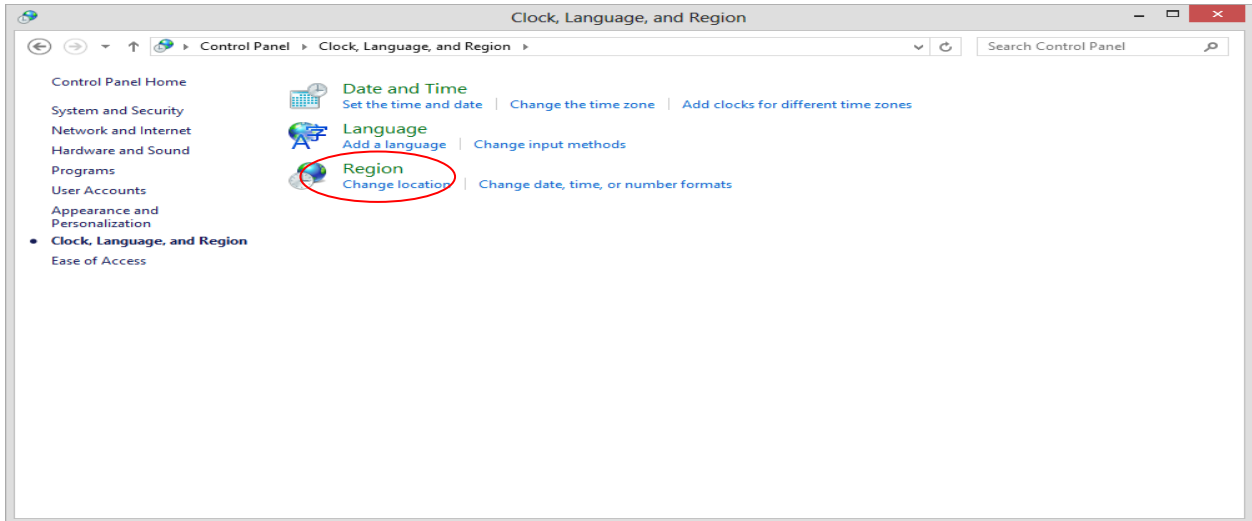 Clock, Language, and Region
Control Panel Clock, Language, and Region
Search Control Panel
Control Panel Home
System and Security
Network and Internet
Hardware and Sound
Programs
User Accounts
Appearance and
Personalization
Clock, Language, and Region
Ease of Access
Date and Time
Set the time and date Change the time zone Add clocks for different time zones
Language
Add a language Change input methods
Region
Change location Change date, time, or number formats